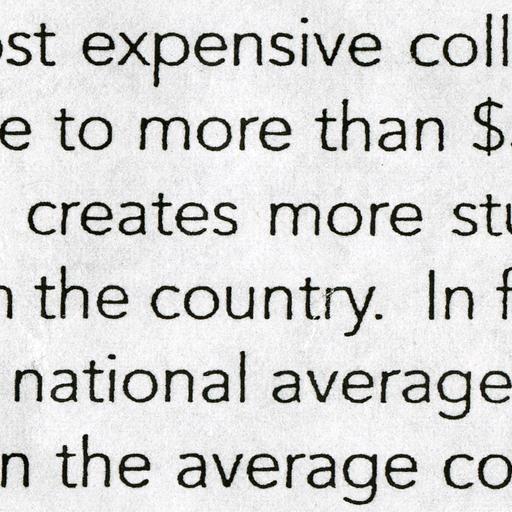 ost expensive coll
e to more than $
creates more stu
n the country. In f
national average
n the average co